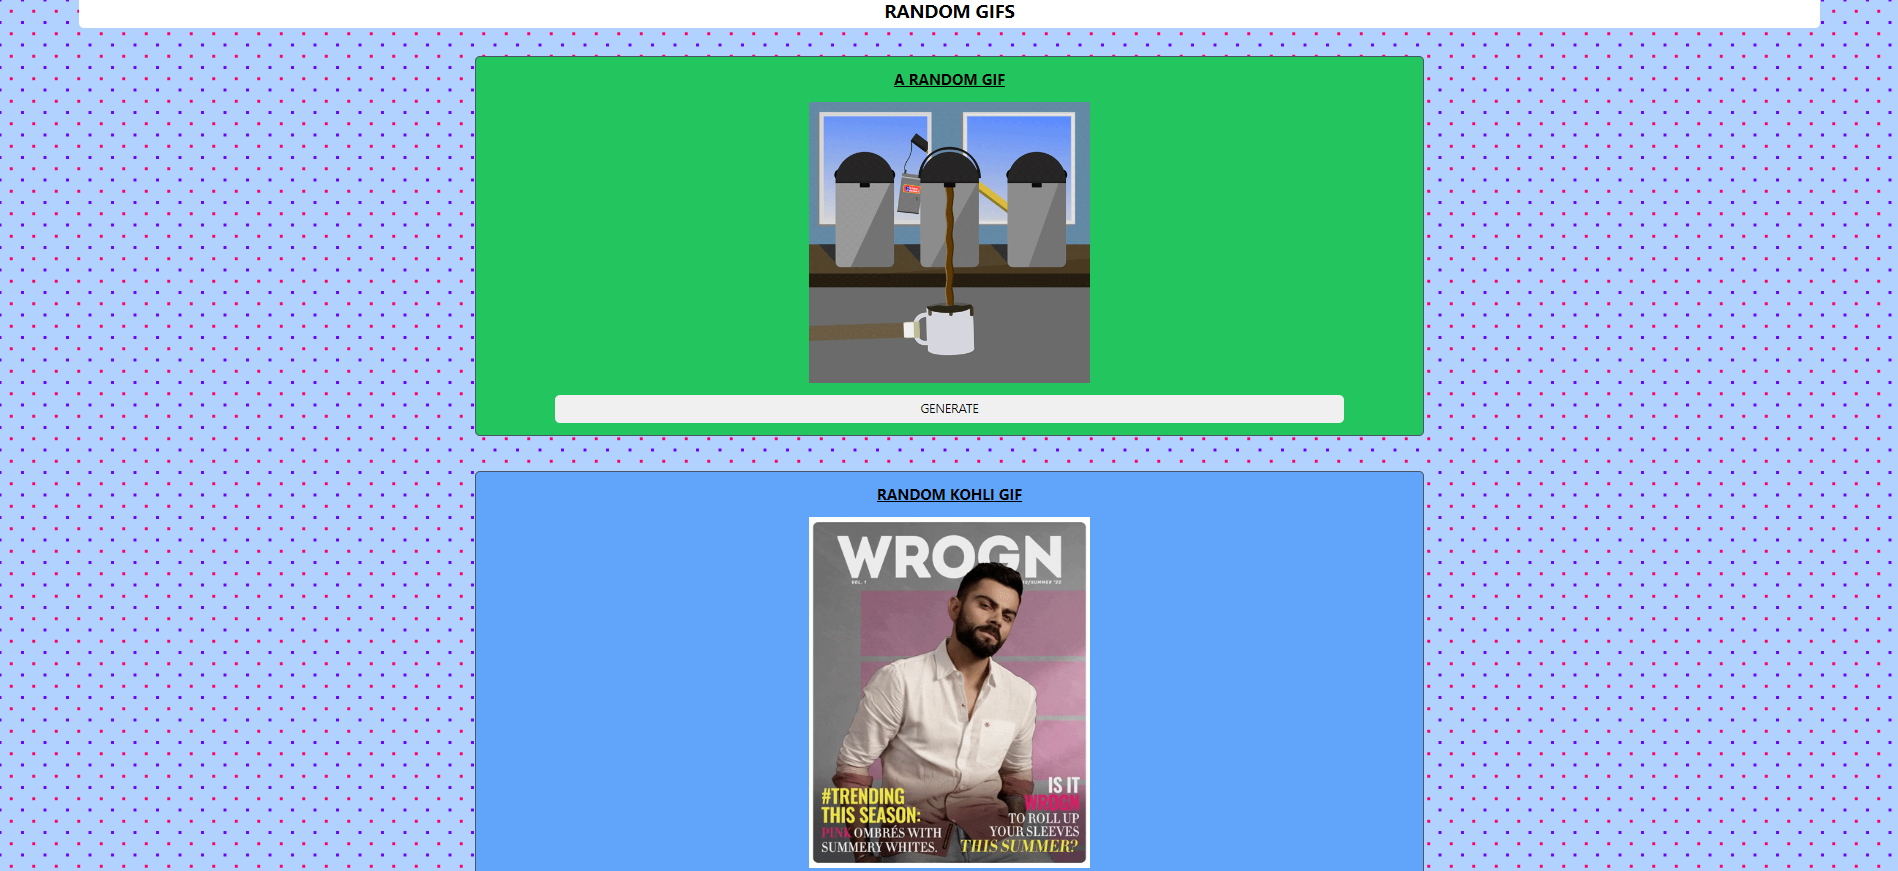 RANDOM GIFS
A RANDOM GIF
GENERATE
RANDOM KOHLI GIF
WROGN
VOL. 1
/SUMMER '22
#TRENDING
THIS SEASON:
PINK OMBRÉS WITH
SUMMERY WHITES.
IS IT
WROGN
TO ROLL UP
YOUR SLEEVES
THIS SUMMER?